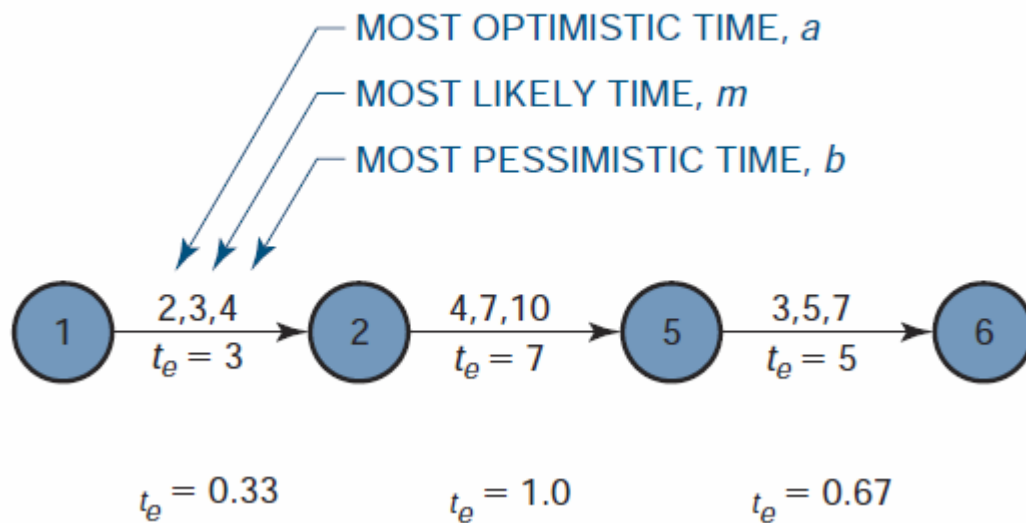 MOST OPTIMISTIC TIME, a
MOST LIKELY TIME, m
MOST PESSIMISTIC TIME, b
1
2,3,4
te = 3
2
4,7,10
te = 7
5
3,5,7
te = 5
6
te = 0.33
te = 1.0
te = 0.67